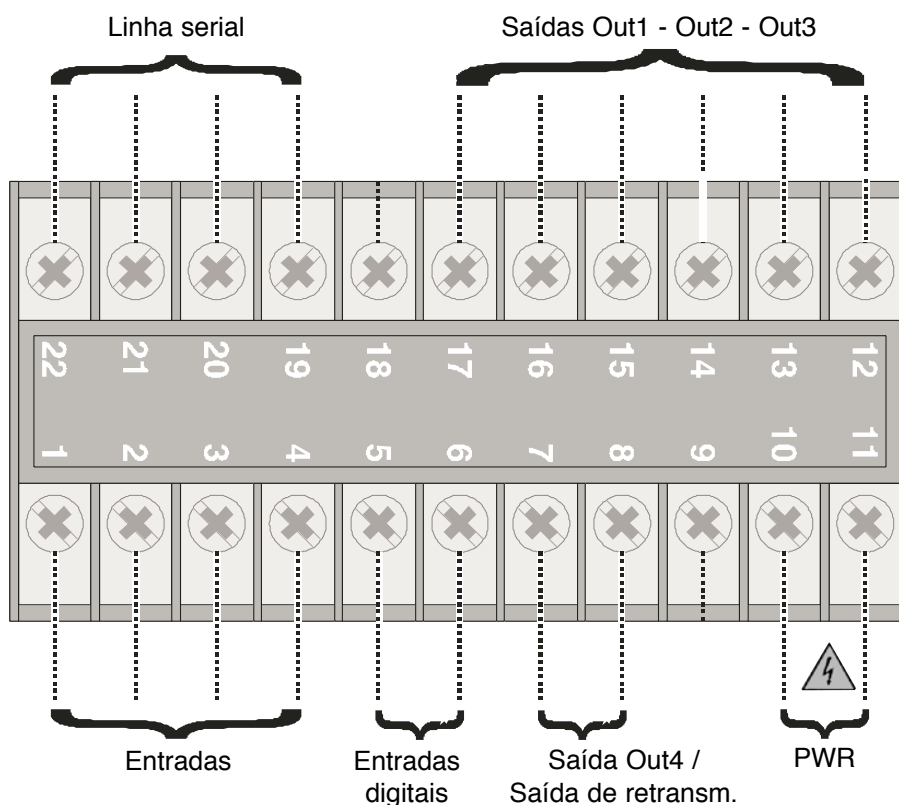 Linha serial
Saídas Out1 - Out2 - Out3
22 21 20 19 18 17 16 15 14 13 12
1 2 3 4 5 6 7 8 9 10 11
Entradas
Entradas
digitais
Saída Out4 /
Saída de retransm.
PWR